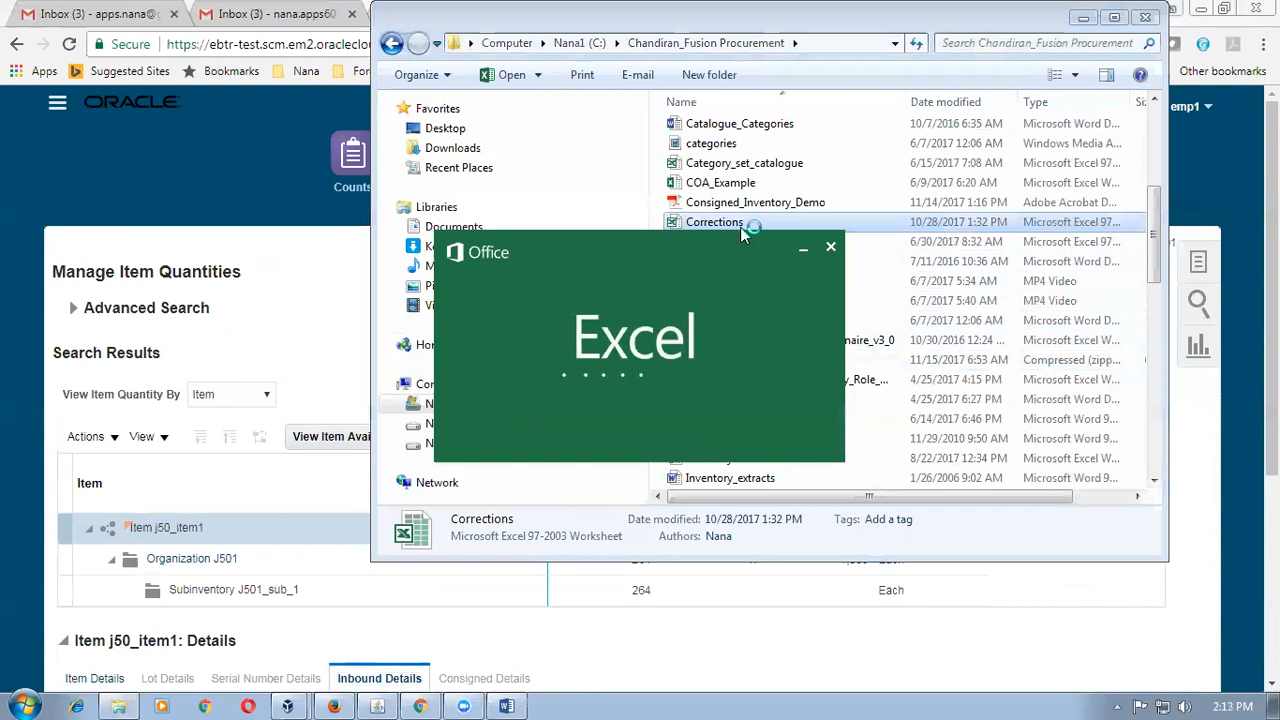 Inbox (3) - apps.nana@g
Inbox (3) - nana.apps60
Secure
https://ebtr-test.scm.em2.oraclecloud
Apps
Suggested Sites
Bookmarks
Nana
Other bookmarks
Computer
Nana1 (C:)
Chandiran_Fusion Procurement
Search Chandiran_Fusion Procurement
Organize
Open
Print
E-mail
New folder
ORACLE
emp1
Counts
Favorites
Desktop
Downloads
Recent Places
Libraries
Documents
Network
Name
Date modified
Type
Catalogue_Categories 10/7/2016 6:35 AM Microsoft Word D...
categories 6/7/2017 12:06 AM Windows Media A...
Category_set_catalogue 6/15/2017 7:08 AM Microsoft Excel 97...
COA_Example 6/9/2017 6:20 AM Microsoft Excel W...
Consigned_Inventory_Demo 11/14/2017 1:16 PM Adobe Acrobat D...
Corrections 10/28/2017 1:32 PM Microsoft Excel 97...
6/30/2017 8:32 AM Microsoft Excel 97...
7/11/2016 10:36 AM Microsoft Word D...
6/7/2017 5:34 AM MP4 Video
6/7/2017 5:40 AM MP4 Video
6/7/2017 12:06 AM Microsoft Word D...
naire_v3_0 10/30/2016 12:24 ... Microsoft Excel W...
11/15/2017 6:53 AM Compressed (zipp...
y_Role_... 4/25/2017 4:15 PM Microsoft Excel W...
4/25/2017 6:27 PM Microsoft Word D...
6/14/2017 6:46 PM Microsoft Word 9...
11/29/2010 9:50 AM Microsoft Word 9...
8/22/2017 12:34 PM Microsoft Excel W...
Inventory_extracts 1/26/2006 9:02 AM Microsoft Word 9...
Office
Excel
Corrections
Date modified: 10/28/2017 1:32 PM
Tags: Add a tag
Microsoft Excel 97-2003 Worksheet
Authors: Nana
Manage Item Quantities
Advanced Search
Search Results
View Item Quantity By
Item
Actions
View
View Item Avai
Item
Item j50_item1
Organization J501
Subinventory J501_sub_1
264
Each
Item j50_item1: Details
Item Details
Lot Details
Serial Number Details
Inbound Details
Consigned Details
2:13 PM